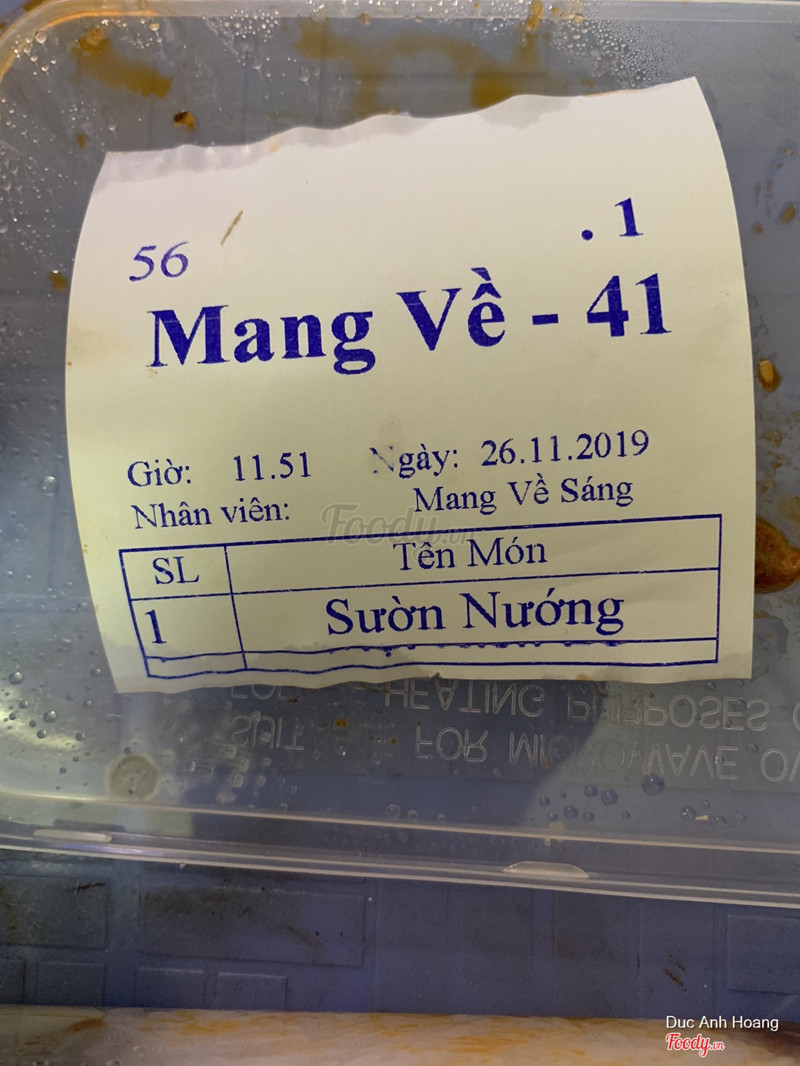 56 . 1
Mang Về - 41
Giờ: 11.51 Ngày: 26.11.2019
Nhân viên: Mang Về Sáng
Foody.vn
SL Tên Món
1 Sườn Nướng
HEATING PURPOSES
SUITABLE FOR MICROWAVE
Duc Anh Hoang
Foody.vn